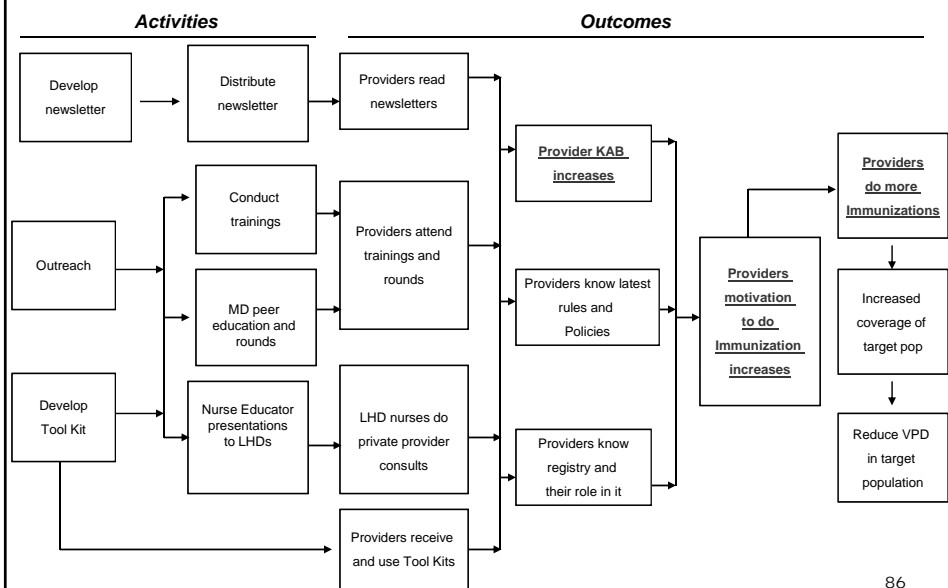 Activities
Outcomes
Develop
newsletter
Distribute
newsletter
Providers read
newsletters
Outreach
Develop
Tool Kit
Conduct
trainings
MD peer
education and
rounds
Nurse Educator
presentations
to LHDs
Providers attend
trainings and
rounds
LHD nurses do
private provider
consults
Providers receive
and use Tool Kits
Provider KAB
increases
Providers know latest
rules and
Policies
Providers know
registry and
their role in it
Providers
motivation
to do
Immunization
increases
Providers
do more
Immunizations
Increased
coverage of
target pop
Reduce VPD
in target
population
86